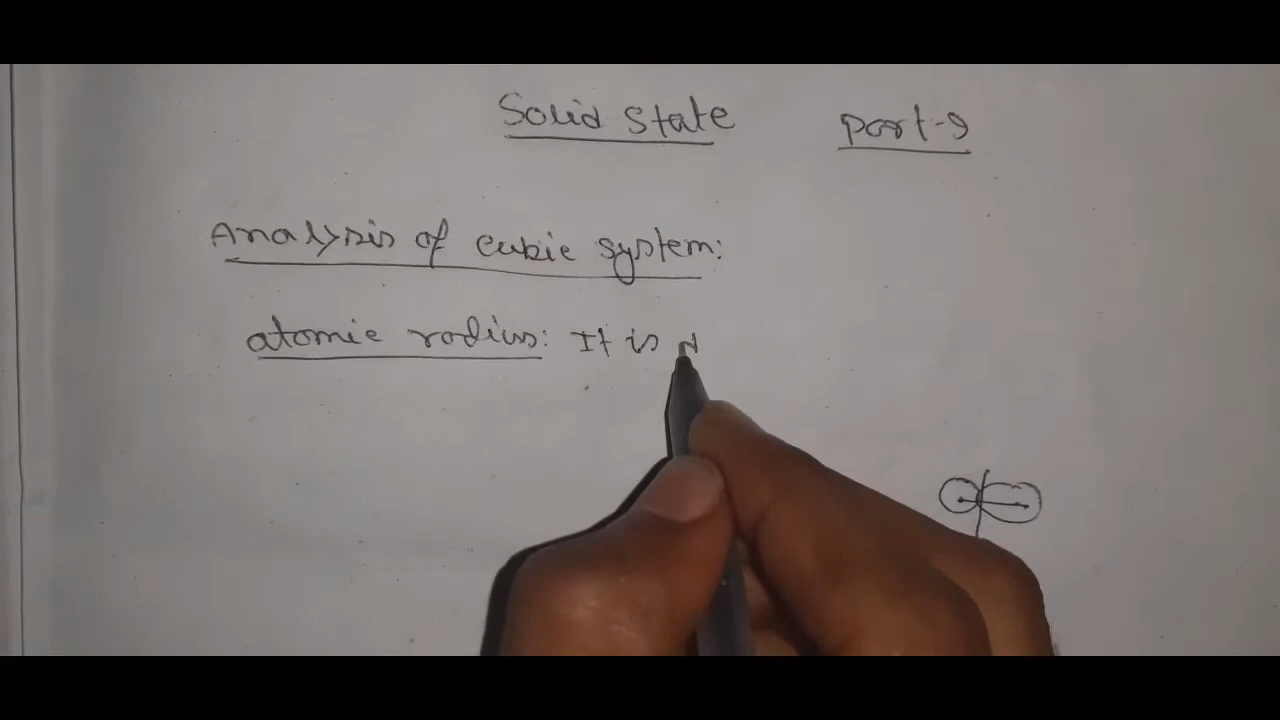 Solid State Part-9
Analysis of cubic system:
atomic radius: It is